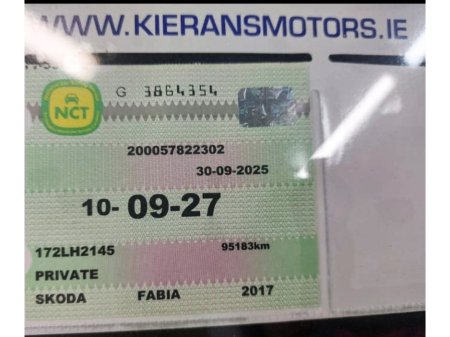 WWW.KIERANSMOTORS.IE
NCT
G 3864354
200057822302
30-09-2025
10- 09-27
172LH2145 95183km
PRIVATE
SKODA FABIA 2017